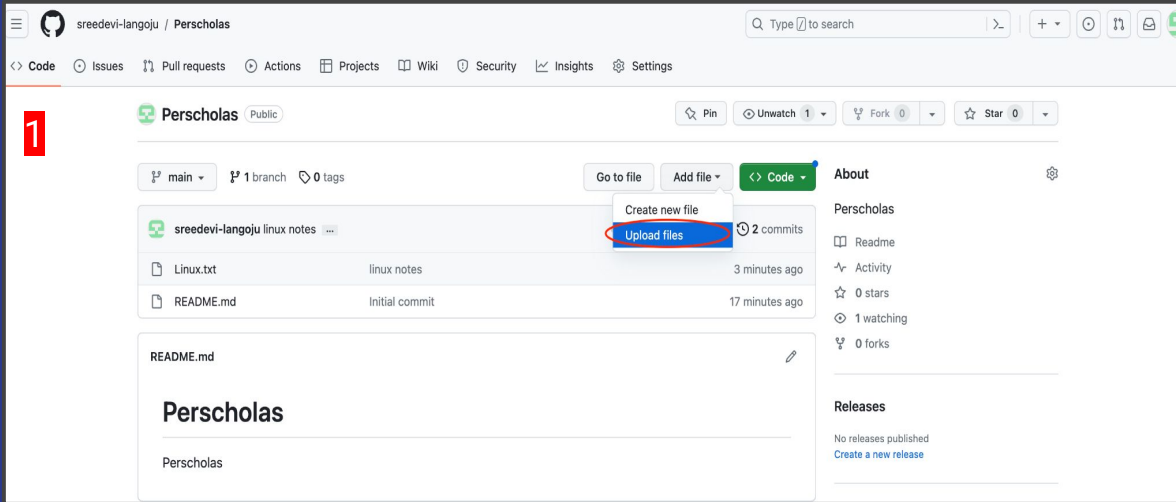 sreedevi-langoju / Perscholas
Type / to search
Code Issues Pull requests Actions Projects Wiki Security Insights Settings
1
Perscholas Public
Pin Unwatch 1 Fork 0 Star 0
main 1 branch 0 tags
Go to file Add file Code
Create new file
Upload files
sreedevi-langoju linux notes ... 2 commits
Linux.txt linux notes 3 minutes ago
README.md Initial commit 17 minutes ago
README.md
Perscholas
Perscholas
About
Perscholas
Readme
Activity
0 stars
1 watching
0 forks
Releases
No releases published
Create a new release